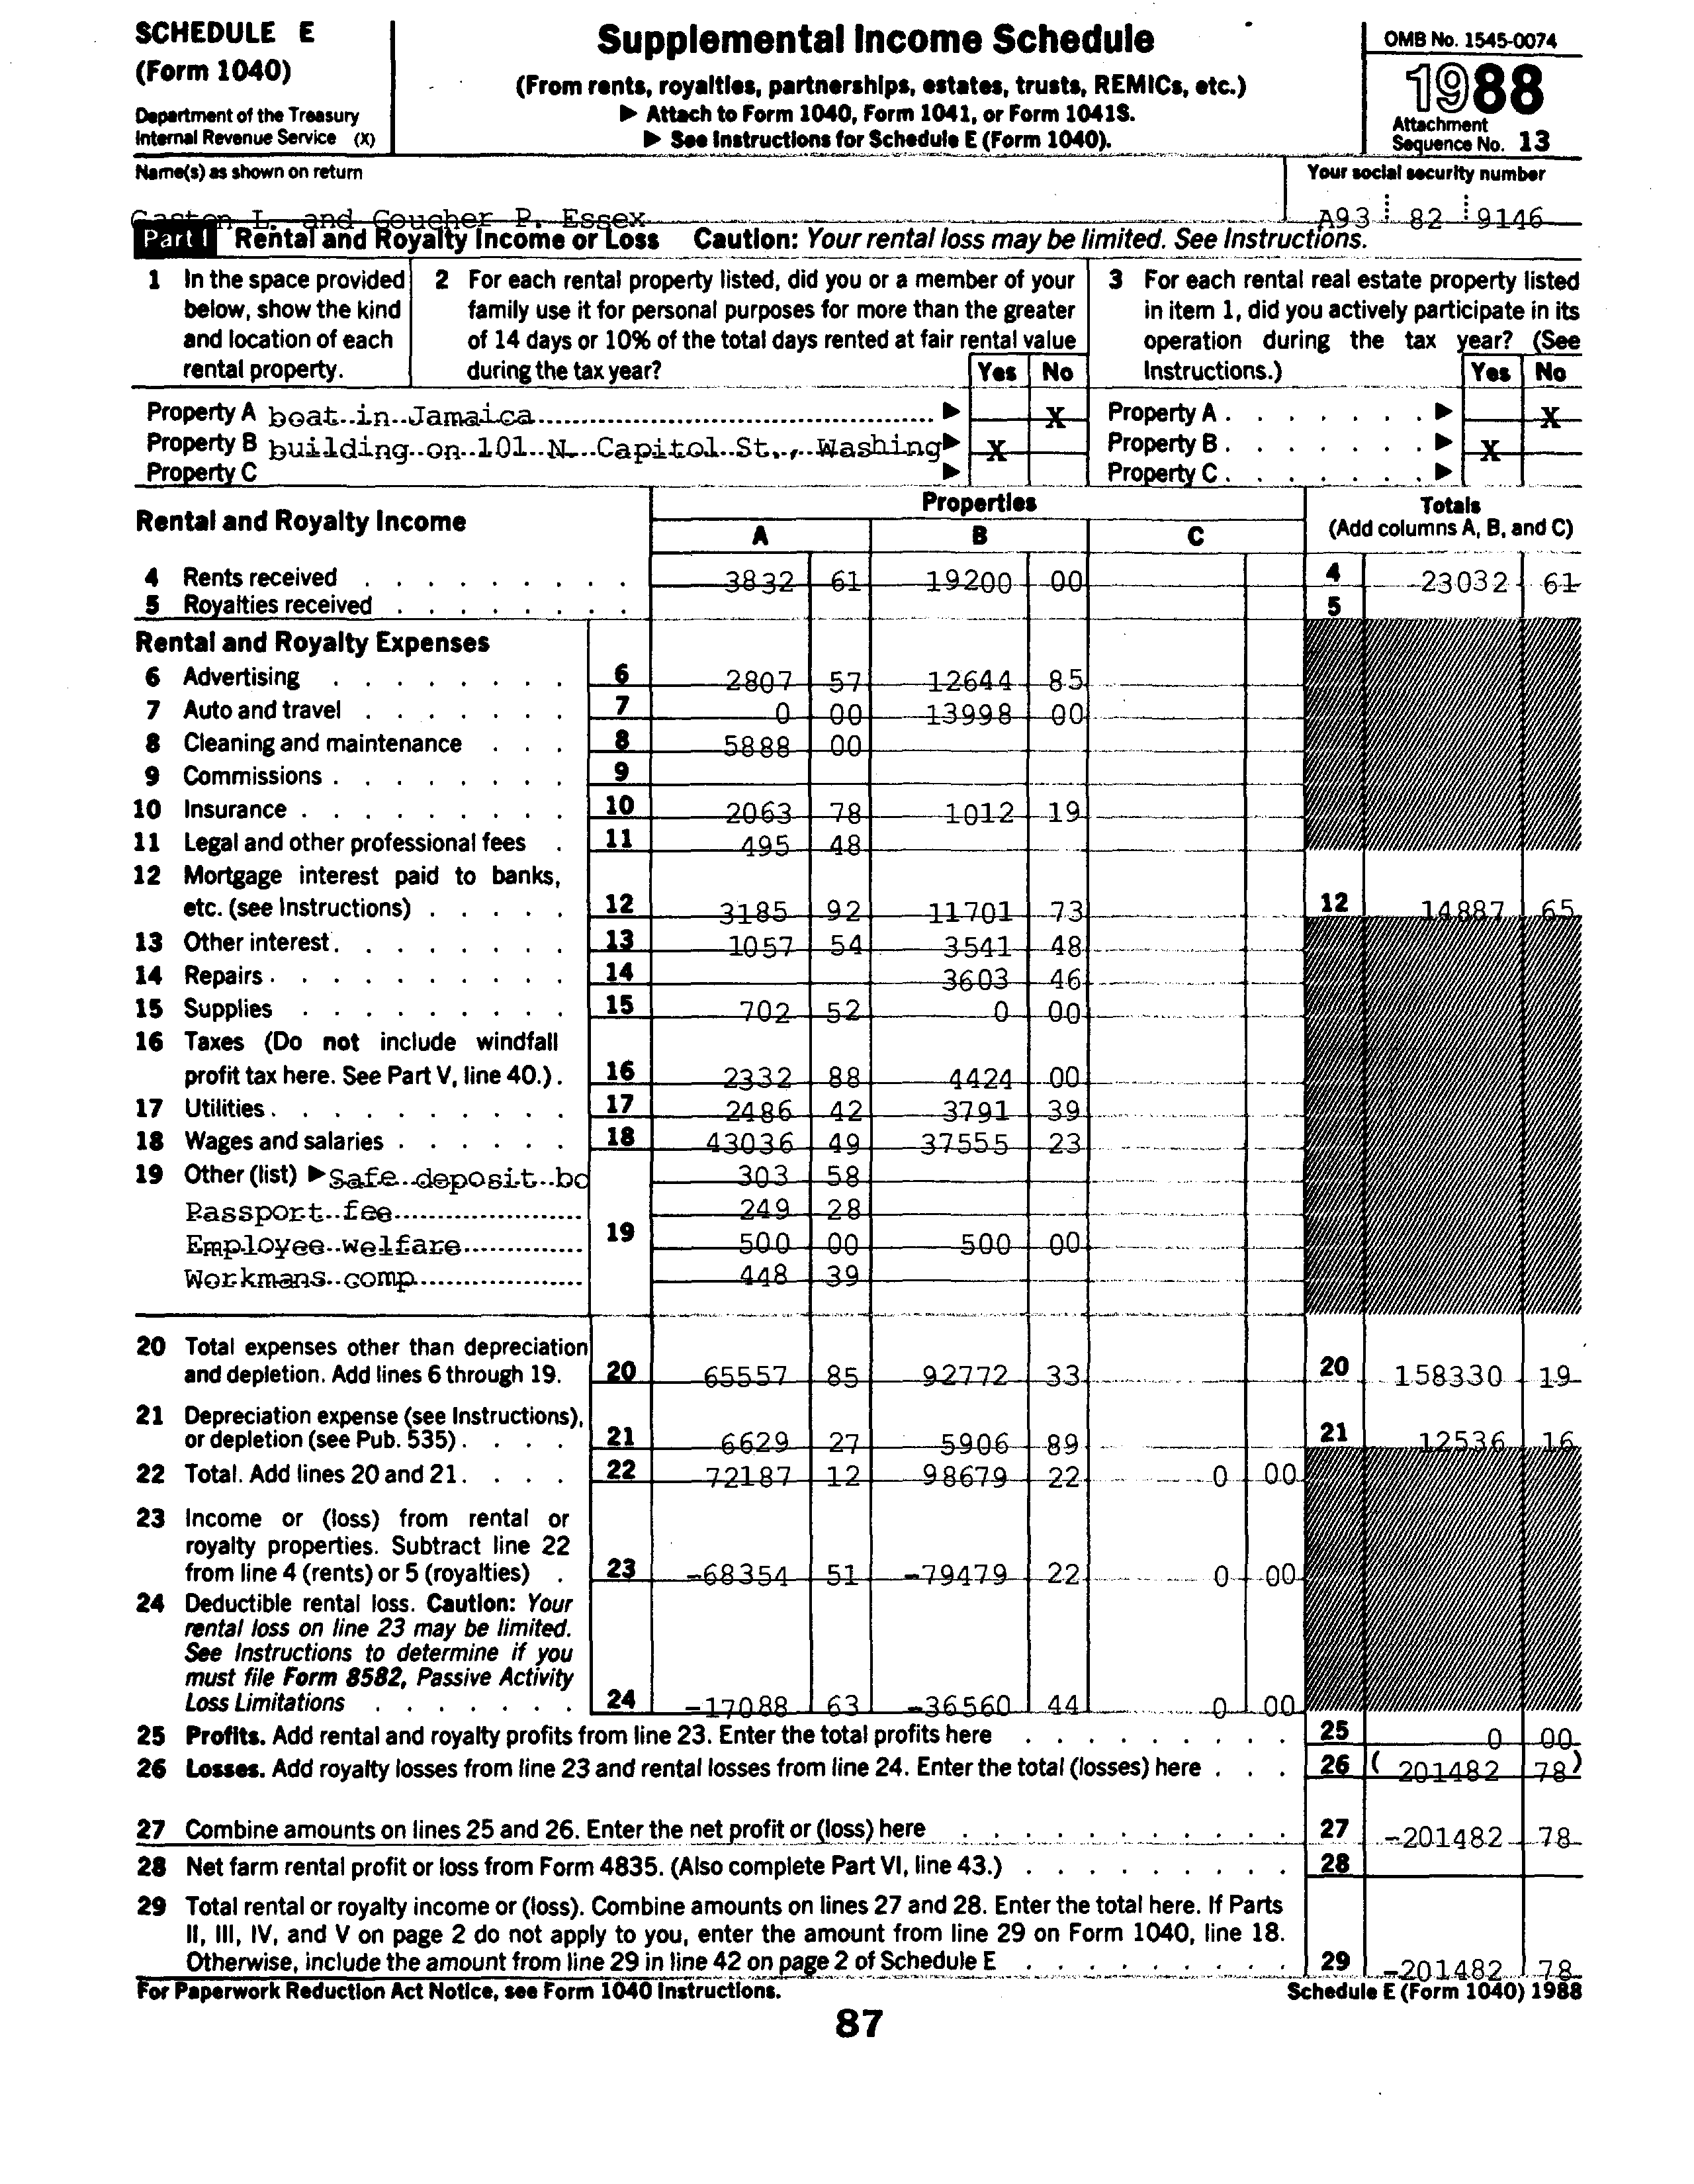 SCHEDULE E
(Form 1040)
Department of the Treasury
Internal Revenue Service (X)
Supplemental Income Schedule
(From rents, royalties, partnerships, estates, trusts, REMICs, etc.)
▶ Attach to Form 1040, Form 1041, or Form 1041S.
▶ See Instructions for Schedule E (Form 1040).
OMB No. 1545-0074
1988
Attachment
Sequence No. 13
Name(s) as shown on return
Your social security number
Gaston L. and Goucher P. Essex
A93 82 9146
Part I Rental and Royalty Income or Loss Caution: Your rental loss may be limited. See Instructions.
1 In the space provided below, show the kind and location of each rental property.
2 For each rental property listed, did you or a member of your family use it for personal purposes for more than the greater of 14 days or 10% of the total days rented at fair rental value during the tax year? Yes No
3 For each rental real estate property listed in item 1, did you actively participate in its operation during the tax year? (See Instructions.) Yes No
Property A boat in Jamaica ▶ X Property A ▶ X
Property B building on 101 N. Capitol St., Washing ▶ X Property B ▶ X
Property C ▶ Property C ▶
Rental and Royalty Income
Properties
A B C
Totals
(Add columns A, B, and C)
4 Rents received 3832 61 19200 00 4 23032 61
5 Royalties received 5
Rental and Royalty Expenses
6 Advertising 6 2807 57 12644 85
7 Auto and travel 7 0 00 13998 00
8 Cleaning and maintenance 8 5888 00
9 Commissions 9
10 Insurance 10 2063 78 1012 19
11 Legal and other professional fees 11 495 48
12 Mortgage interest paid to banks,
etc. (see Instructions) 12 3185 92 11701 73 12 14887 65
13 Other interest 13 1057 54 3541 48
14 Repairs 14 3603 46
15 Supplies 15 702 52 0 00
16 Taxes (Do not include windfall
profit tax here. See Part V, line 40.) 16 2332 88 4424 00
17 Utilities 17 2486 42 3791 39
18 Wages and salaries 18 43036 49 37555 23
19 Other (list) ▶ Safe deposit bo 303 58
Passport fee 249 28
Employee welfare 19 500 00 500 00
Workmans comp 448 39
20 Total expenses other than depreciation
and depletion. Add lines 6 through 19. 20 65557 85 92772 33 20 158330 19
21 Depreciation expense (see Instructions),
or depletion (see Pub. 535) 21 6629 27 5906 89 21 12536 16
22 Total. Add lines 20 and 21 22 72187 12 98679 22 0 00
23 Income or (loss) from rental or
royalty properties. Subtract line 22
from line 4 (rents) or 5 (royalties) 23 -68354 51 -79479 22 0 00
24 Deductible rental loss. Caution: Your
rental loss on line 23 may be limited.
See Instructions to determine if you
must file Form 8582, Passive Activity
Loss Limitations 24 -17088 63 -36560 44 0 00
25 Profits. Add rental and royalty profits from line 23. Enter the total profits here 25 0 00
26 Losses. Add royalty losses from line 23 and rental losses from line 24. Enter the total (losses) here 26 ( 201482 78 )
27 Combine amounts on lines 25 and 26. Enter the net profit or (loss) here 27 -201482 78
28 Net farm rental profit or loss from Form 4835. (Also complete Part VI, line 43.) 28
29 Total rental or royalty income or (loss). Combine amounts on lines 27 and 28. Enter the total here. If Parts
II, III, IV, and V on page 2 do not apply to you, enter the amount from line 29 on Form 1040, line 18.
Otherwise, include the amount from line 29 in line 42 on page 2 of Schedule E 29 -201482 78
For Paperwork Reduction Act Notice, see Form 1040 Instructions.
Schedule E (Form 1040) 1988
87